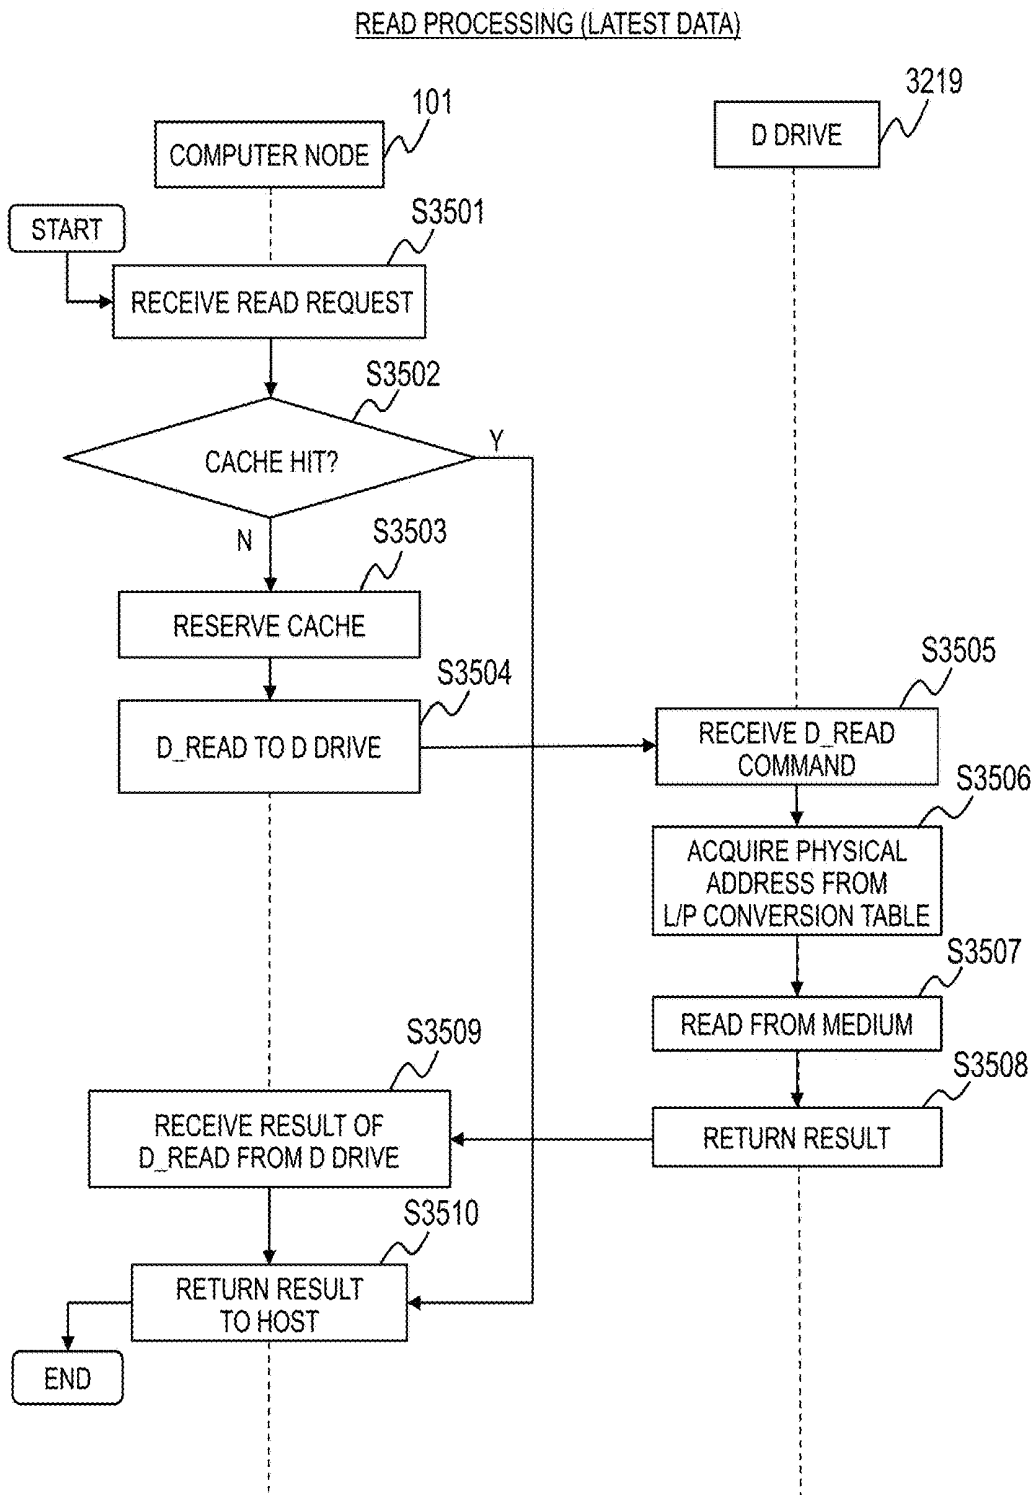 READ PROCESSING (LATEST DATA)
101
3219
COMPUTER NODE
D DRIVE
START
S3501
RECEIVE READ REQUEST
S3502
CACHE HIT?
Y
N
S3503
RESERVE CACHE
S3504
D_READ TO D DRIVE
S3505
RECEIVE D_READ
COMMAND
S3506
ACQUIRE PHYSICAL
ADDRESS FROM
L/P CONVERSION TABLE
S3507
READ FROM MEDIUM
S3508
RETURN RESULT
S3509
RECEIVE RESULT OF
D_READ FROM D DRIVE
S3510
RETURN RESULT
TO HOST
END